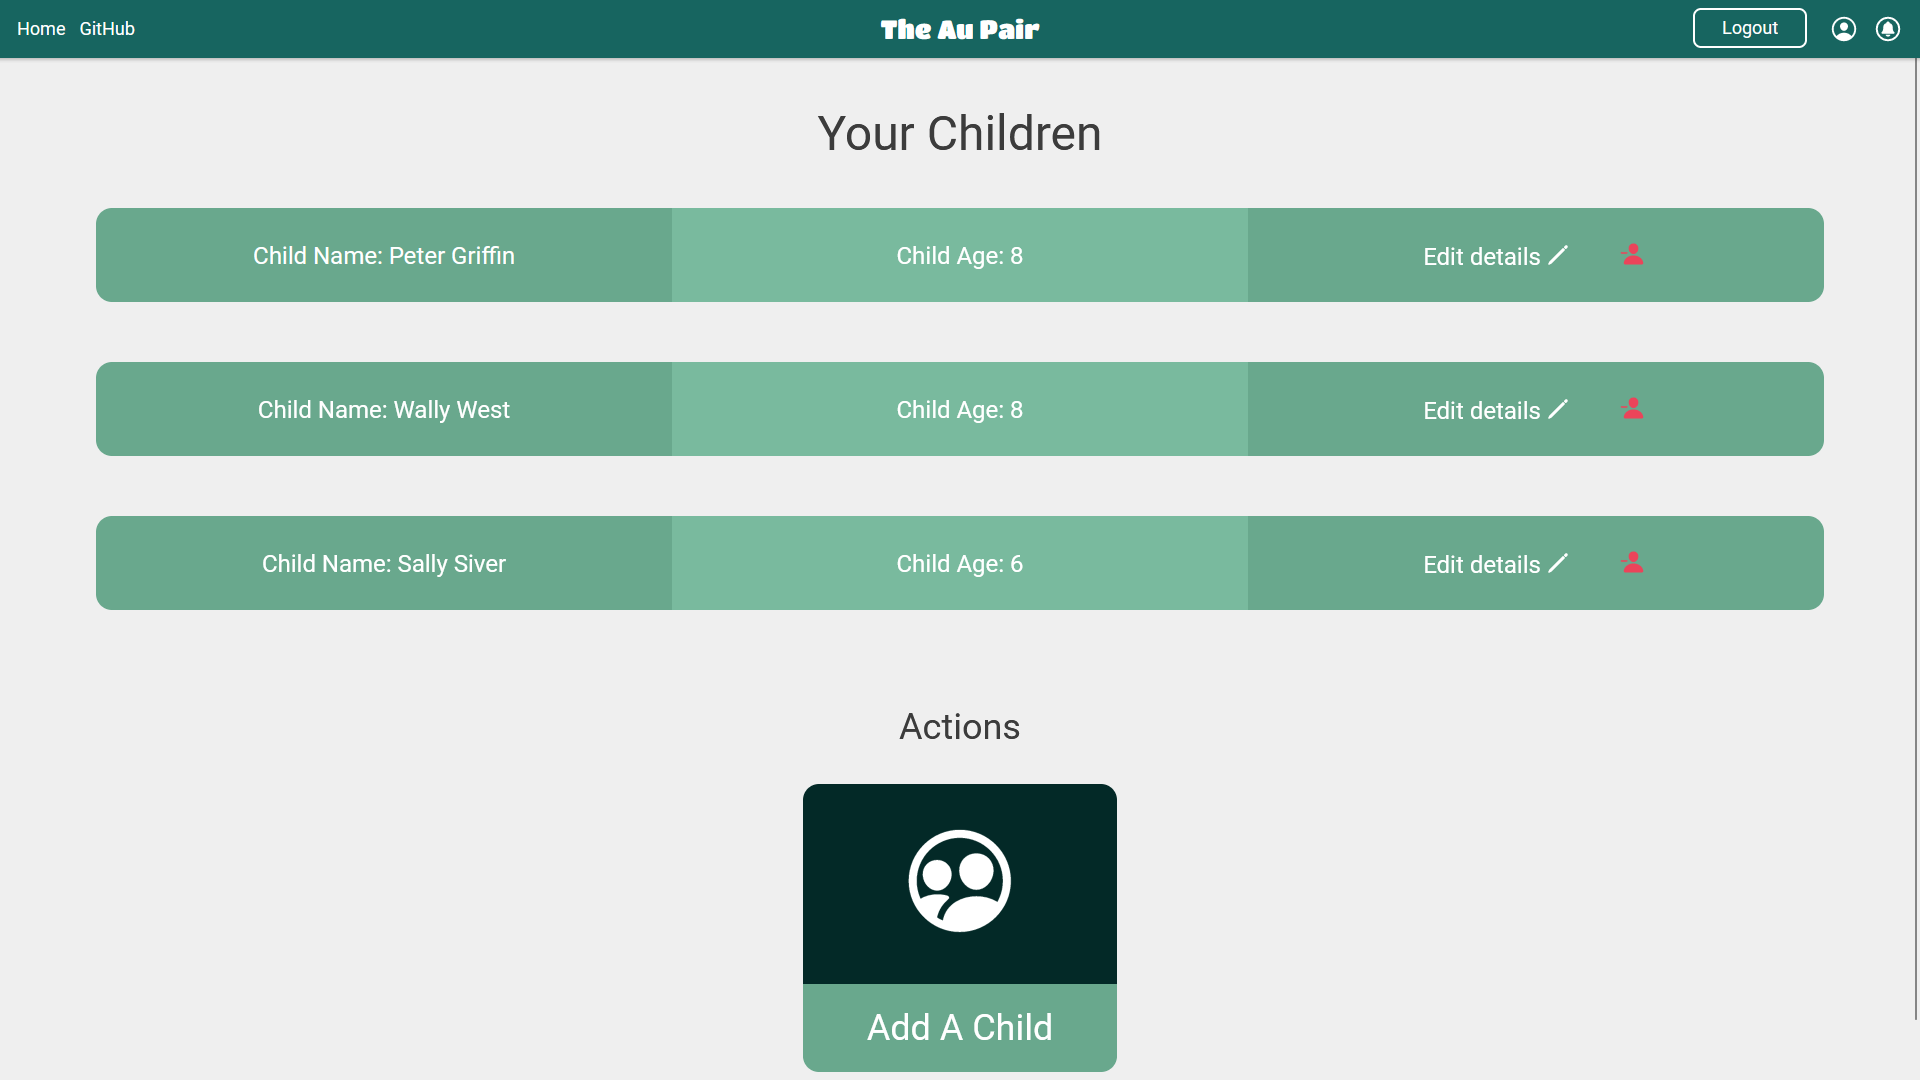 Home GitHub The Au Pair Logout
Your Children
Child Name: Peter Griffin Child Age: 8 Edit details
Child Name: Wally West Child Age: 8 Edit details
Child Name: Sally Siver Child Age: 6 Edit details
Actions
Add A Child